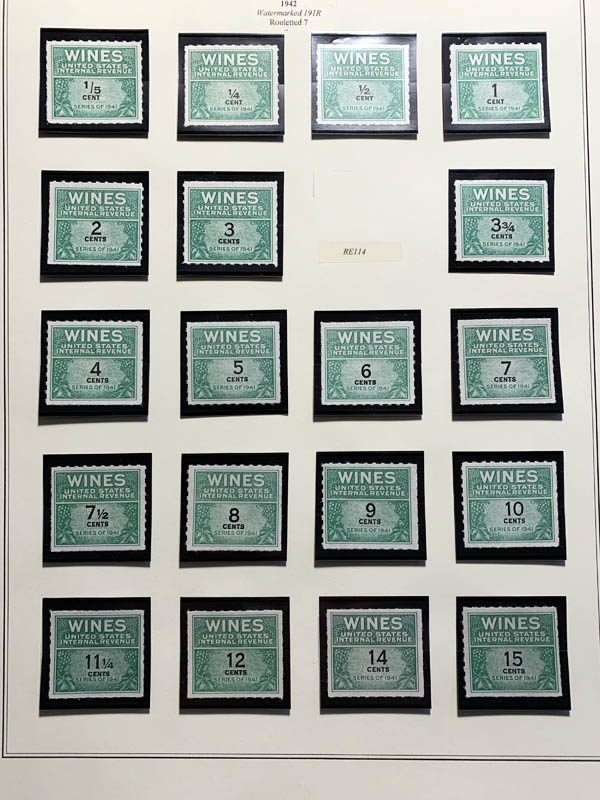 1942
Watermarked 191R
Rouletted 7
WINES
UNITED STATES
INTERNAL REVENUE
1/5
CENT
SERIES OF 1941
WINES
UNITED STATES
INTERNAL REVENUE
1/4
CENT
SERIES OF 1941
WINES
UNITED STATES
INTERNAL REVENUE
1/2
CENT
SERIES OF 1941
WINES
UNITED STATES
INTERNAL REVENUE
1
CENT
SERIES OF 1941
WINES
UNITED STATES
INTERNAL REVENUE
2
CENTS
SERIES OF 1941
WINES
UNITED STATES
INTERNAL REVENUE
3
CENTS
SERIES OF 1941
RE114
WINES
UNITED STATES
INTERNAL REVENUE
3 3/4
CENTS
SERIES OF 1941
WINES
UNITED STATES
INTERNAL REVENUE
4
CENTS
SERIES OF 1941
WINES
UNITED STATES
INTERNAL REVENUE
5
CENTS
SERIES OF 1941
WINES
UNITED STATES
INTERNAL REVENUE
6
CENTS
SERIES OF 1941
WINES
UNITED STATES
INTERNAL REVENUE
7
CENTS
SERIES OF 1941
WINES
UNITED STATES
INTERNAL REVENUE
7 1/2
CENTS
SERIES OF 1941
WINES
UNITED STATES
INTERNAL REVENUE
8
CENTS
SERIES OF 1941
WINES
UNITED STATES
INTERNAL REVENUE
9
CENTS
SERIES OF 1941
WINES
UNITED STATES
INTERNAL REVENUE
10
CENTS
SERIES OF 1941
WINES
UNITED STATES
INTERNAL REVENUE
11 1/4
CENTS
SERIES OF 1941
WINES
UNITED STATES
INTERNAL REVENUE
12
CENTS
SERIES OF 1941
WINES
UNITED STATES
INTERNAL REVENUE
14
CENTS
SERIES OF 1941
WINES
UNITED STATES
INTERNAL REVENUE
15
CENTS
SERIES OF 1941